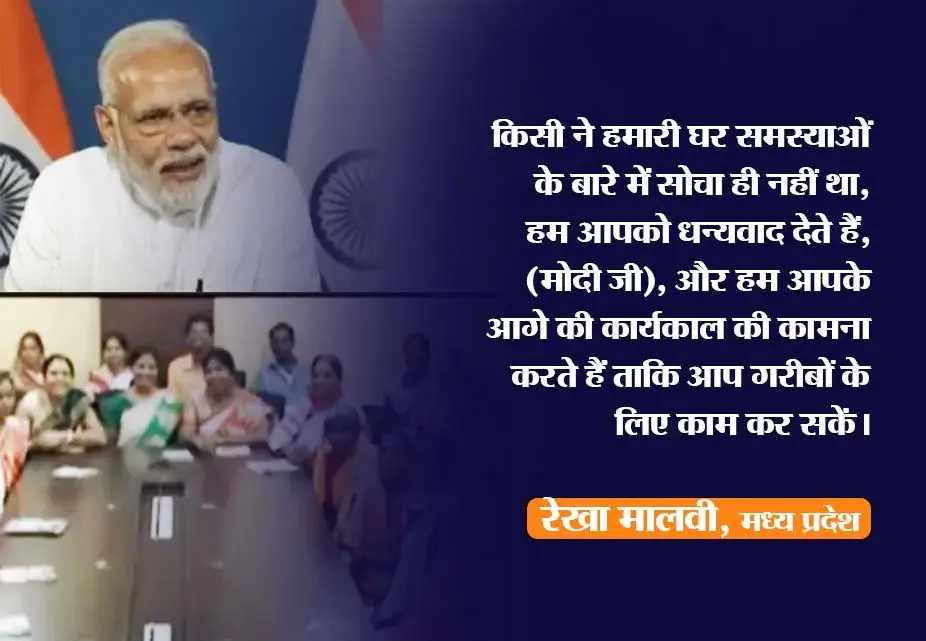 किसी ने हमारी घर समस्याओं
के बारे में सोचा ही नहीं था,
हम आपको धन्यवाद देते हैं,
(मोदी जी), और हम आपके
आगे की कार्यकाल की कामना
करते हैं ताकि आप गरीबों के
लिए काम कर सकें।
रेखा मालवी, मध्य प्रदेश